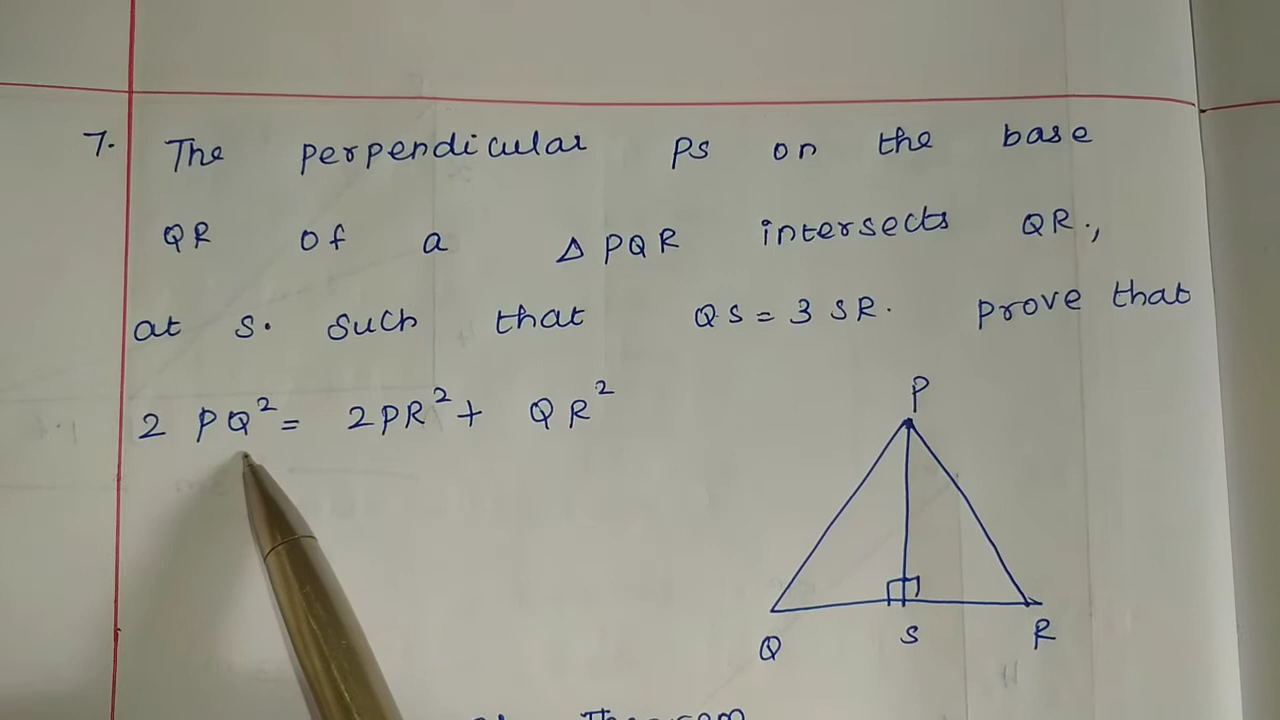 7. The perpendicular PS on the base
QR of a Δ PQR intersects QR.,
at S. Such that QS = 3 SR. prove that
2 PQ² = 2PR² + QR²
P
Q S R
Theorem